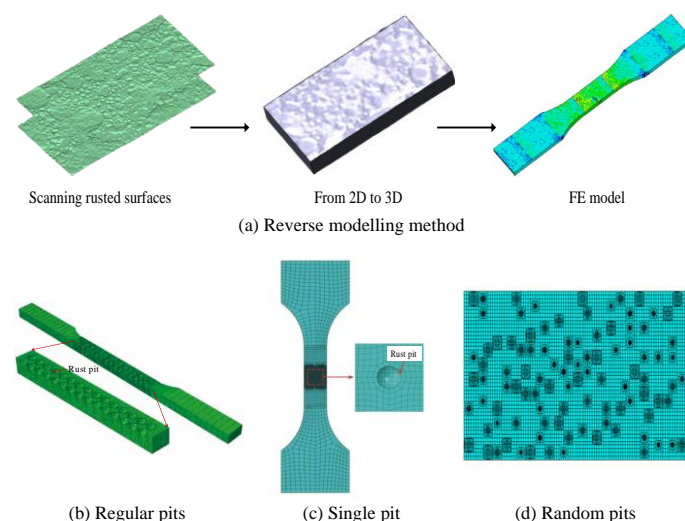 Scanning rusted surfaces
From 2D to 3D
FE model
(a) Reverse modelling method
Rust pit
Rust pit
(b) Regular pits
(c) Single pit
(d) Random pits